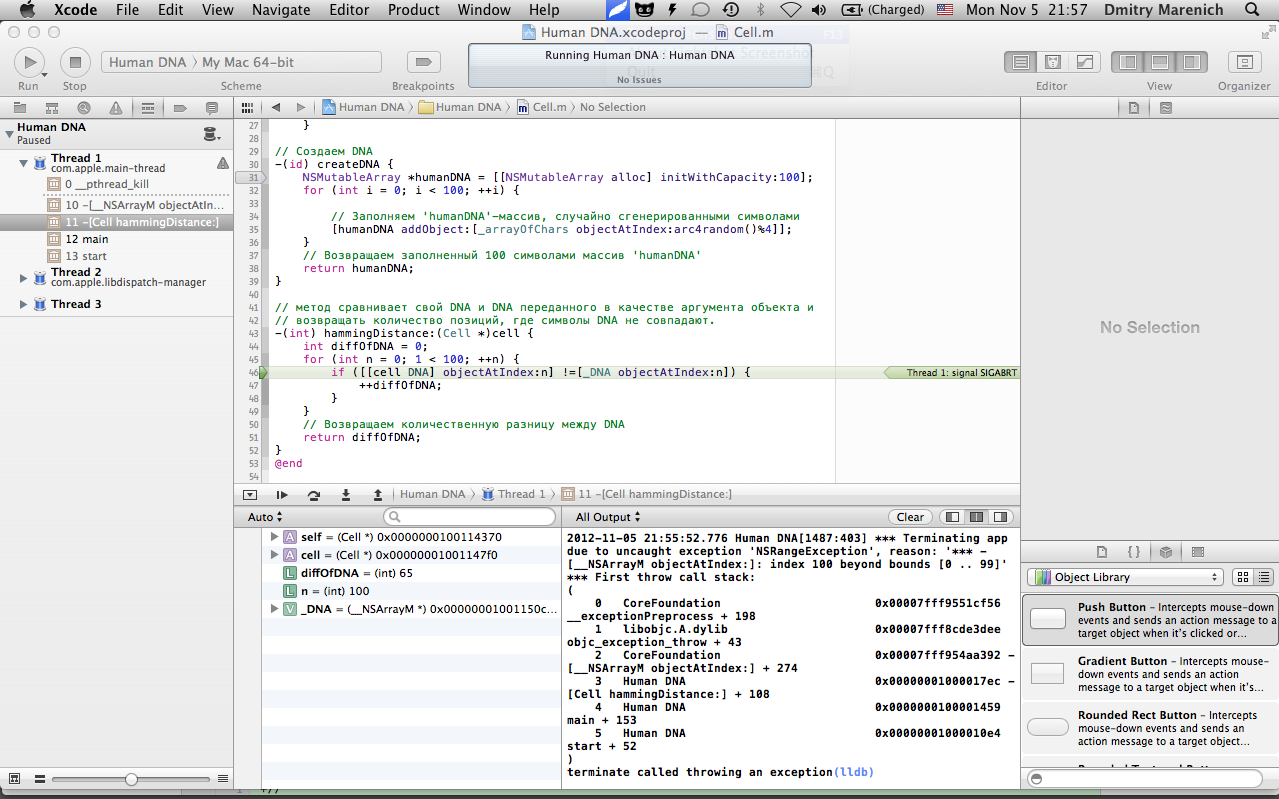 Xcode File Edit View Navigate Editor Product Window Help (Charged) Mon Nov 5 21:57 Dmitry Marenich
Human DNA.xcodeproj — Cell.m
Run Stop
Human DNA 〉 My Mac 64-bit
Scheme
Breakpoints
Running Human DNA : Human DNA
No Issues
Editor View Organizer
Human DNA 〉 Human DNA 〉 Cell.m 〉 No Selection
Human DNA
Paused
Thread 1
com.apple.main-thread
0 __pthread_kill
10 -[__NSArrayM objectAtIn...
11 -[Cell hammingDistance:]
12 main
13 start
Thread 2
com.apple.libdispatch-manager
Thread 3
27 }
28
29 // Создаем DNA
30 -(id) createDNA {
31 NSMutableArray *humanDNA = [[NSMutableArray alloc] initWithCapacity:100];
32 for (int i = 0; i < 100; ++i) {
33
34 // Заполняем 'humanDNA'-массив, случайно сгенерированными символами
35 [humanDNA addObject:[_arrayOfChars objectAtIndex:arc4random()%4]];
36 }
37 // Возвращаем заполненный 100 символами массив 'humanDNA'
38 return humanDNA;
39 }
40
41 // метод сравнивает свой DNA и DNA переданного в качестве аргумента объекта и
42 // возвращать количество позиций, где символы DNA не совпадают.
43 -(int) hammingDistance:(Cell *)cell {
44 int diffOfDNA = 0;
45 for (int n = 0; 1 < 100; ++n) {
46 if ([[cell DNA] objectAtIndex:n] !=[_DNA objectAtIndex:n]) { Thread 1: signal SIGABRT
47 ++diffOfDNA;
48 }
49 }
50 // Возвращаем количественную разницу между DNA
51 return diffOfDNA;
52 }
53 @end
54
No Selection
Human DNA 〉 Thread 1 〉 11 -[Cell hammingDistance:]
Auto
All Output Clear
self = (Cell *) 0x0000000100114370
cell = (Cell *) 0x00000001001147f0
diffOfDNA = (int) 65
n = (int) 100
_DNA = (__NSArrayM *) 0x00000001001150c...
2012-11-05 21:55:52.776 Human DNA[1487:403] *** Terminating app
due to uncaught exception 'NSRangeException', reason: '*** -
[__NSArrayM objectAtIndex:]: index 100 beyond bounds [0 .. 99]'
*** First throw call stack:
(
0 CoreFoundation 0x00007fff9551cf56
__exceptionPreprocess + 198
1 libobjc.A.dylib 0x00007fff8cde3dee
objc_exception_throw + 43
2 CoreFoundation 0x00007fff954aa392 -
[__NSArrayM objectAtIndex:] + 274
3 Human DNA 0x00000001000017ec -
[Cell hammingDistance:] + 108
4 Human DNA 0x0000000100001459
main + 153
5 Human DNA 0x00000001000010e4
start + 52
)
terminate called throwing an exception(lldb)
Object Library
Push Button – Intercepts mouse-down
events and sends an action message to a
target object when it's clicked or...
Gradient Button – Intercepts mouse-
down events and sends an action
message to a target object when it's...
Rounded Rect Button – Intercepts
mouse-down events and sends an
action message to a target object...